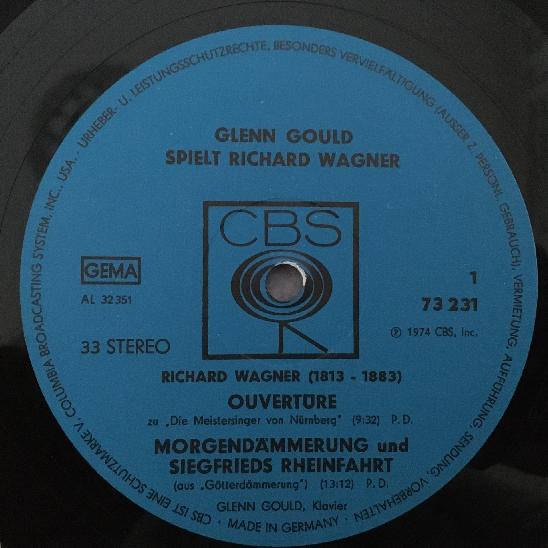 GLENN GOULD
SPIELT RICHARD WAGNER
CBS
GEMA
AL 32 351
33 STEREO
1
73 231
℗ 1974 CBS, Inc.
RICHARD WAGNER (1813 - 1883)
OUVERTÜRE
zu „Die Meistersinger von Nürnberg" (9:32) P. D.
MORGENDÄMMERUNG und
SIEGFRIEDS RHEINFAHRT
(aus „Götterdämmerung") (13:12) P. D.
GLENN GOULD, Klavier
· MADE IN GERMANY ·
CBS IST EINE SCHUTZMARKE V. COLUMBIA BROADCASTING SYSTEM, INC., USA. · URHEBER- U. LEISTUNGSSCHUTZRECHTE, BESONDERS VERVIELFÄLTIGUNG (AUSSER Z. PERSÖNL. GEBRAUCH), VERMIETUNG, AUFFÜHRUNG, SENDUNG, VORBEHALTEN